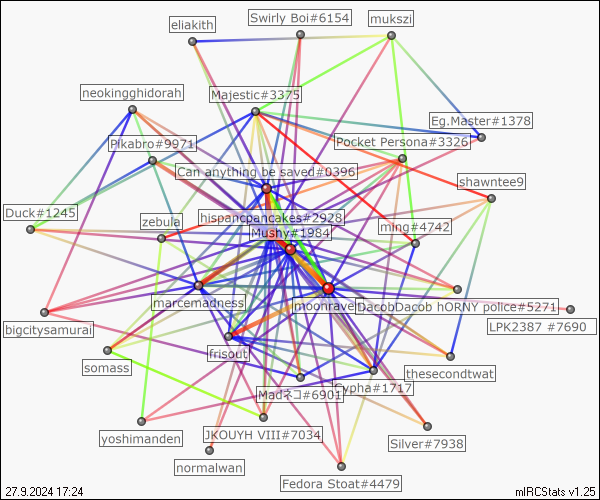 Swirly Boi#6154
mukszi
eliakith
Majestic#3375
neokingghidorah
Eg.Master#1378
Pikabro#9971
Pocket Persona#3326
Can anything be saved#0396
shawntee9
Duck#1245
hispancpancakes#2928
zebula
ming#4742
Mushy#1984
marcemadness
moonrave
DacobDacob hORNY police#5271
bigcitysamurai
LPK2387 #7690
frisout
somass
thesecondtwat
Cypha#1717
Madネコ#6901
yoshimanden
JKOUYH VIII#7034
Silver#7938
normalwan
Fedora Stoat#4479
27.9.2024 17:24
mIRCStats v1.25